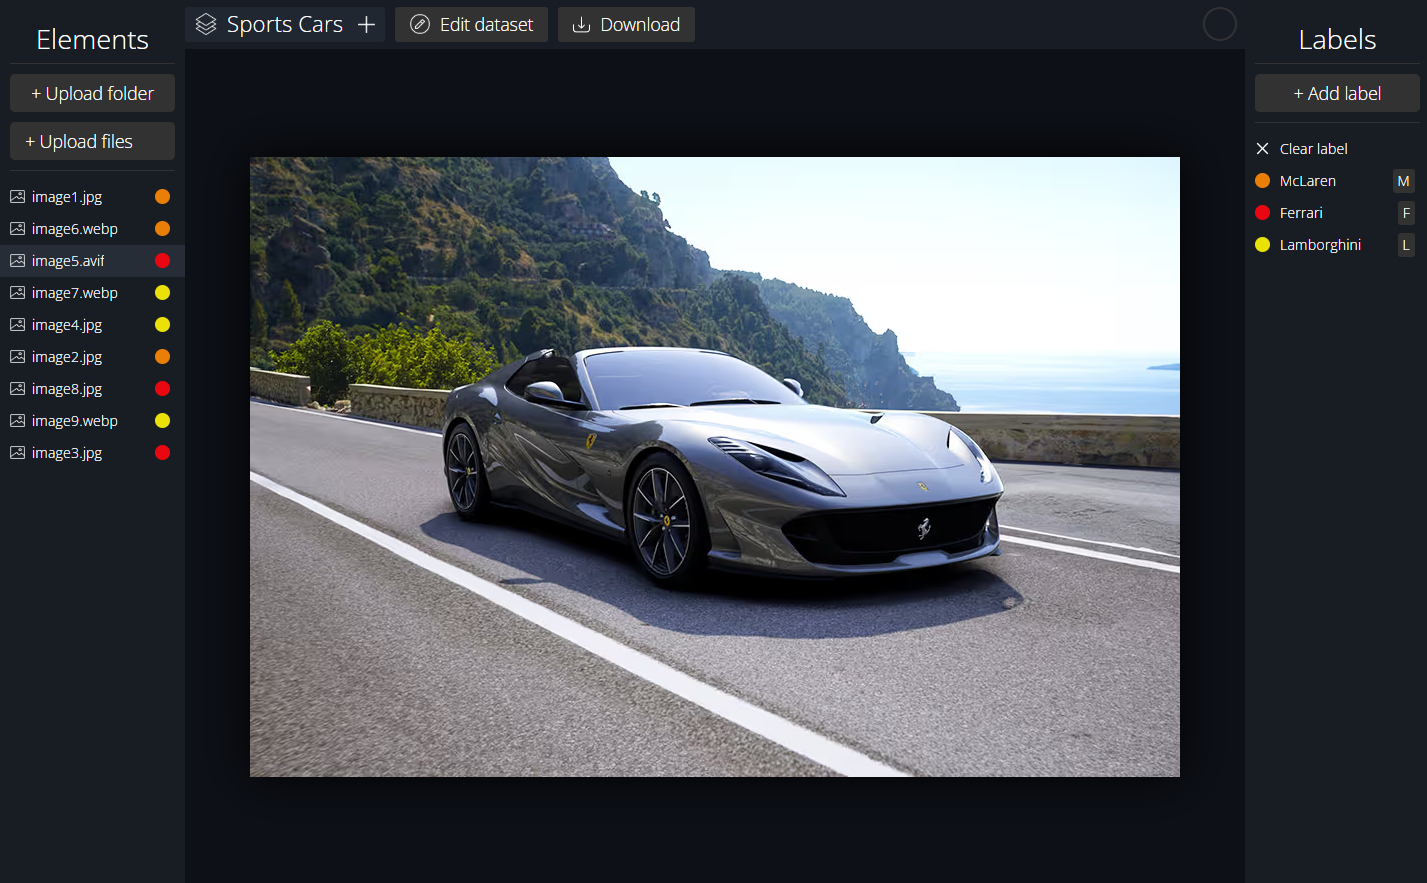 Elements
+ Upload folder
+ Upload files
image1.jpg
image6.webp
image5.avif
image7.webp
image4.jpg
image2.jpg
image8.jpg
image9.webp
image3.jpg
Sports Cars +
Edit dataset
Download
Labels
+ Add label
Clear label
McLaren M
Ferrari F
Lamborghini L